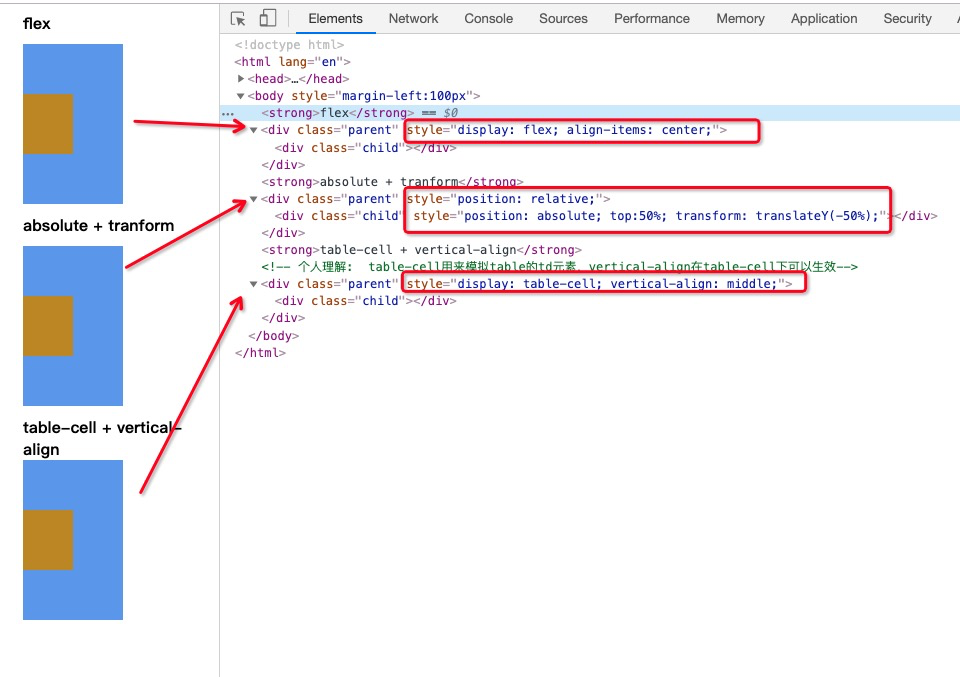 flex
absolute + tranform
table-cell + vertical-
align
Elements Network Console Sources Performance Memory Application Security
<!doctype html>
<html lang="en">
<head>…</head>
<body style="margin-left:100px">
<strong>flex</strong> == $0
<div class="parent" style="display: flex; align-items: center;">
<div class="child"></div>
</div>
<strong>absolute + tranform</strong>
<div class="parent" style="position: relative;">
<div class="child" style="position: absolute; top:50%; transform: translateY(-50%);"></div>
</div>
<strong>table-cell + vertical-align</strong>
<!-- 个人理解: table-cell用来模拟table的td元素，vertical-align在table-cell下可以生效-->
<div class="parent" style="display: table-cell; vertical-align: middle;">
<div class="child"></div>
</div>
</body>
</html>